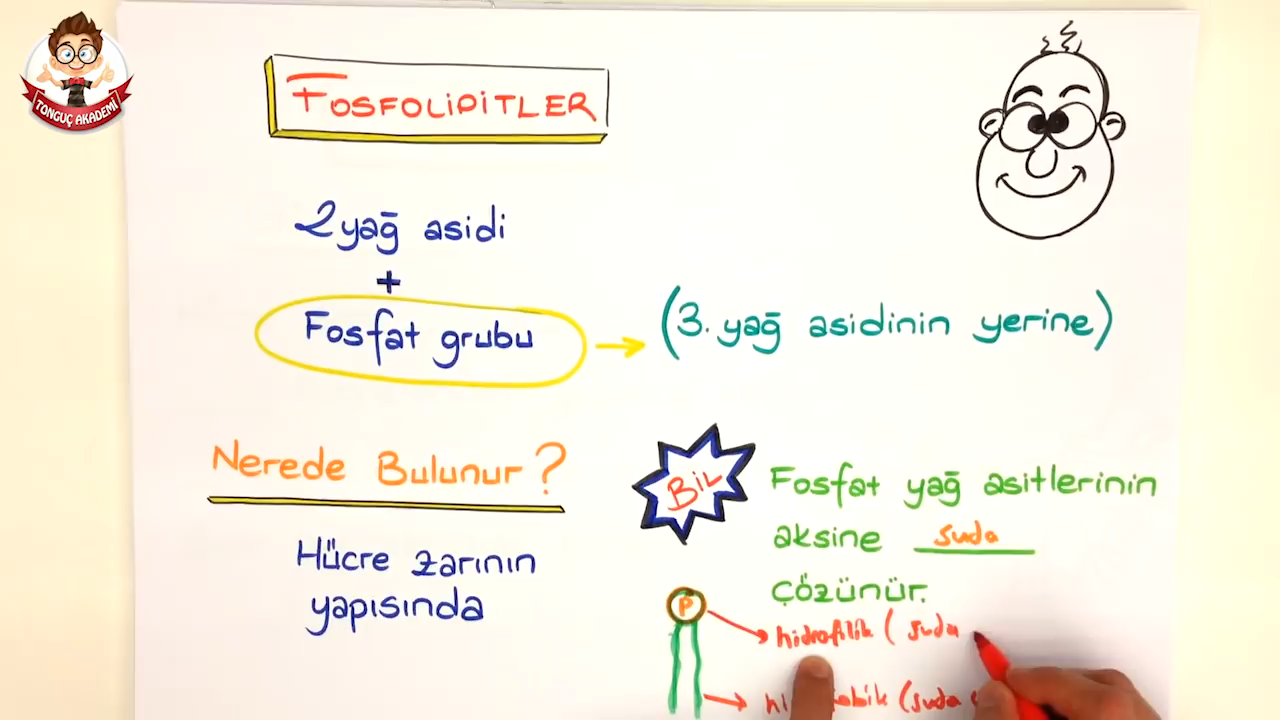 TONGUÇ AKADEMİ
FOSFOLİPİTLER
2 yağ asidi
+
Fosfat grubu
(3. yağ asidinin yerine)
Nerede Bulunur?
Hücre zarının
yapısında
BİL
Fosfat yağ asitlerinin
aksine suda
çözünür.
P
hidrofilik (suda
(suda